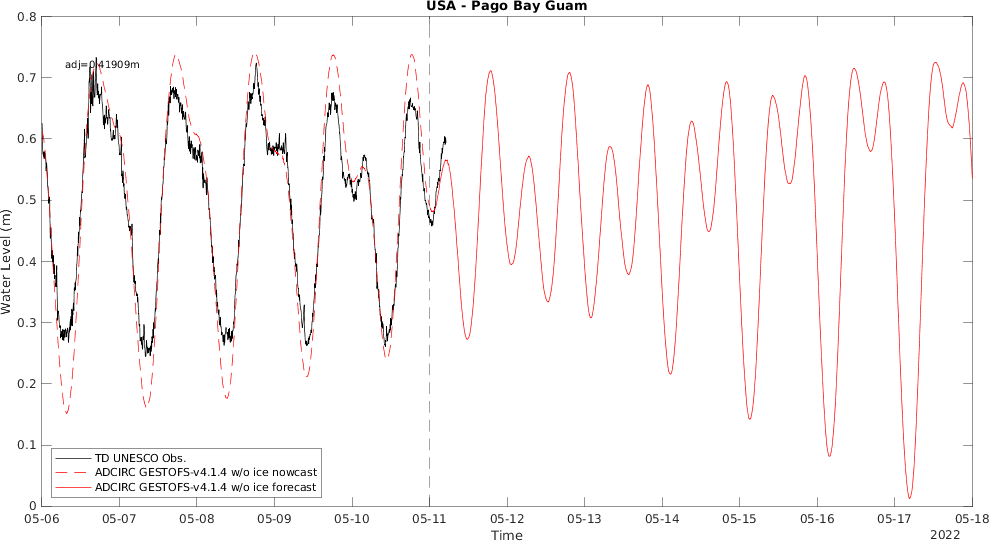 USA - Pago Bay Guam
0.8
0.7
0.6
0.5
0.4
0.3
0.2
0.1
0
Water Level (m)
adj=0.41909m
TD UNESCO Obs.
ADCIRC GESTOFS-v4.1.4 w/o ice nowcast
ADCIRC GESTOFS-v4.1.4 w/o ice forecast
05-06 05-07 05-08 05-09 05-10 05-11 05-12 05-13 05-14 05-15 05-16 05-17 05-18
Time
2022